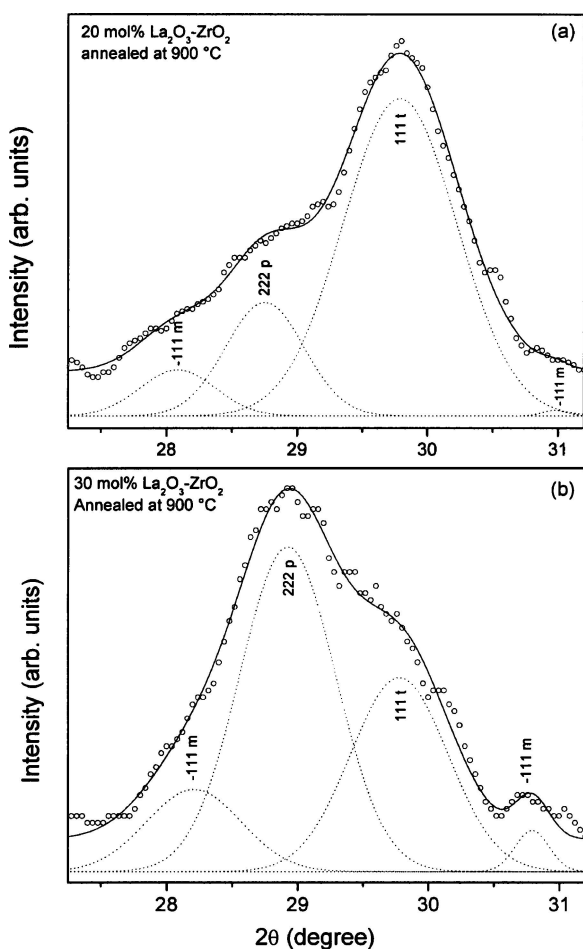 20 mol% La₂O₃-ZrO₂
annealed at 900 °C
(a)
111 t
222 p
-111 m
-111 m
Intensity (arb. units)
28
29
30
31
30 mol% La₂O₃-ZrO₂
Annealed at 900 °C
(b)
222 p
111 t
-111 m
-111 m
Intensity (arb. units)
28
29
30
31
2θ (degree)